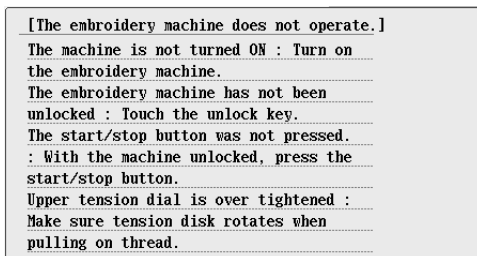 [The embroidery machine does not operate.]
The machine is not turned ON : Turn on
the embroidery machine.
The embroidery machine has not been
unlocked : Touch the unlock key.
The start/stop button was not pressed.
: With the machine unlocked, press the
start/stop button.
Upper tension dial is over tightened :
Make sure tension disk rotates when
pulling on thread.